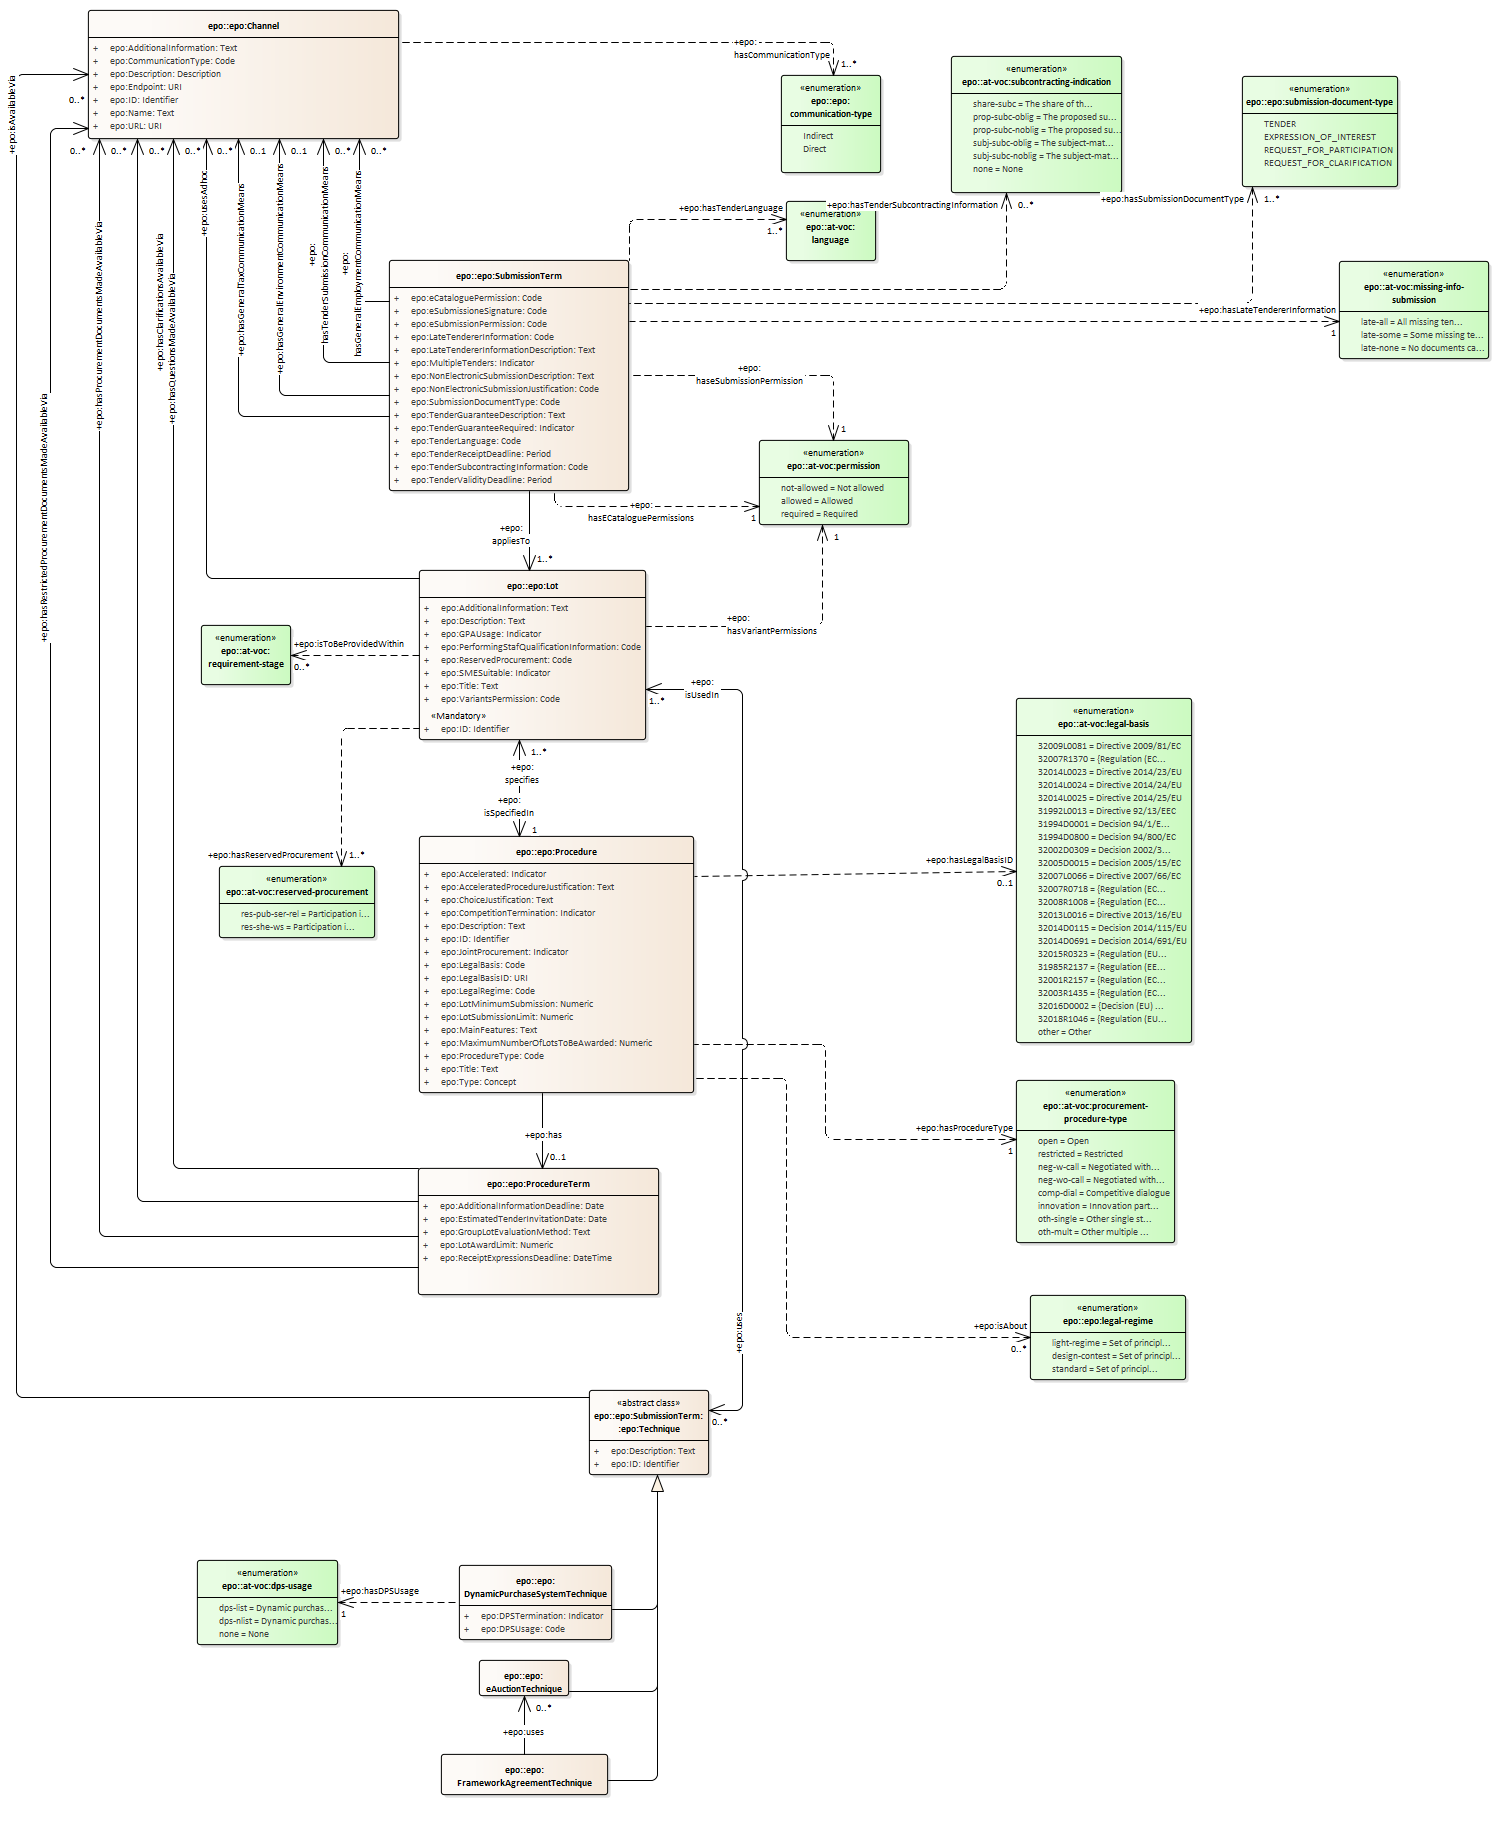 epo::epo:Channel
+ epo:AdditionalInformation: Text
+ epo:CommunicationType: Code
+ epo:Description: Description
+ epo:Endpoint: URI
+ epo:ID: Identifier
+ epo:Name: Text
+ epo:URL: URI
+epo:
hasCommunicationType
1..*
«enumeration»
epo::epo:
communication-type
Indirect
Direct
«enumeration»
epo::at-voc:subcontracting-indication
share-subc = The share of th...
prop-subc-oblig = The proposed su...
prop-subc-noblig = The proposed su...
subj-subc-oblig = The subject-mat...
subj-subc-noblig = The subject-mat...
none = None
«enumeration»
epo::epo:submission-document-type
TENDER
EXPRESSION_OF_INTEREST
REQUEST_FOR_PARTICIPATION
REQUEST_FOR_CLARIFICATION
+epo:isAvailableVia
0..*
+epo:hasRestrictedProcurementDocumentsMadeAvailableVia
0..*
+epo:hasProcurementDocumentsMadeAvailableVia
0..*
+epo:hasClarificationsAvailableVia
0..*
+epo:hasQuestionsMadeAvailableVia
0..*
+epo:usesAdhoc
0..1
+epo:hasGeneralTaxCommunicationMeans
0..1
+epo:hasGeneralEnvironmentCommunicationMeans
0..*
+epo:
hasTenderSubmissionCommunicationMeans
0..*
+epo:
hasGeneralEmploymentCommunicationMeans
+epo:hasTenderLanguage
1..*
«enumeration»
epo::at-voc:
language
+epo:hasTenderSubcontractingInformation
0..*
+epo:hasSubmissionDocumentType
1..*
epo::epo:SubmissionTerm
+ epo:eCataloguePermission: Code
+ epo:eSubmissioneSignature: Code
+ epo:eSubmissionPermission: Code
+ epo:LateTendererInformation: Code
+ epo:LateTendererInformationDescription: Text
+ epo:MultipleTenders: Indicator
+ epo:NonElectronicSubmissionDescription: Text
+ epo:NonElectronicSubmissionJustification: Code
+ epo:SubmissionDocumentType: Code
+ epo:TenderGuaranteeDescription: Text
+ epo:TenderGuaranteeRequired: Indicator
+ epo:TenderLanguage: Code
+ epo:TenderReceiptDeadline: Period
+ epo:TenderSubcontractingInformation: Code
+ epo:TenderValidityDeadline: Period
+epo:hasLateTendererInformation
1
«enumeration»
epo::at-voc:missing-info-
submission
late-all = All missing ten...
late-some = Some missing te...
late-none = No documents ca...
+epo:
haseSubmissionPermission
1
«enumeration»
epo::at-voc:permission
not-allowed = Not allowed
allowed = Allowed
required = Required
+epo:
hasECataloguePermissions
1
+epo:
appliesTo
1..*
1
+epo:
hasVariantPermissions
epo::epo:Lot
+ epo:AdditionalInformation: Text
+ epo:Description: Text
+ epo:GPAUsage: Indicator
+ epo:PerformingStafQualificationInformation: Code
+ epo:ReservedProcurement: Code
+ epo:SMESuitable: Indicator
+ epo:Title: Text
+ epo:VariantsPermission: Code
«Mandatory»
+ epo:ID: Identifier
«enumeration»
epo::at-voc:
requirement-stage
+epo:isToBeProvidedWithin
0..*
+epo:
isUsedIn
1..*
1..*
+epo:
specifies
+epo:
isSpecifiedIn
1
+epo:hasReservedProcurement
1..*
«enumeration»
epo::at-voc:reserved-procurement
res-pub-ser-rel = Participation i...
res-she-ws = Participation i...
epo::epo:Procedure
+ epo:Accelerated: Indicator
+ epo:AcceleratedProcedureJustification: Text
+ epo:ChoiceJustification: Text
+ epo:CompetitionTermination: Indicator
+ epo:Description: Text
+ epo:ID: Identifier
+ epo:JointProcurement: Indicator
+ epo:LegalBasis: Code
+ epo:LegalBasisID: URI
+ epo:LegalRegime: Code
+ epo:LotMinimumSubmission: Numeric
+ epo:LotSubmissionLimit: Numeric
+ epo:MainFeatures: Text
+ epo:MaximumNumberOfLotsToBeAwarded: Numeric
+ epo:ProcedureType: Code
+ epo:Title: Text
+ epo:Type: Concept
+epo:hasLegalBasisID
0..1
«enumeration»
epo::at-voc:legal-basis
32009L0081 = Directive 2009/81/EC
32007R1370 = {Regulation (EC...
32014L0023 = Directive 2014/23/EU
32014L0024 = Directive 2014/24/EU
32014L0025 = Directive 2014/25/EU
31992L0013 = Directive 92/13/EEC
31994D0001 = Decision 94/1/E...
31994D0800 = Decision 94/800/EC
32002D0309 = Decision 2002/3...
32005D0015 = Decision 2005/15/EC
32007L0066 = Directive 2007/66/EC
32007R0718 = {Regulation (EC...
32008R1008 = {Regulation (EC...
32013L0016 = Directive 2013/16/EU
32014D0115 = Decision 2014/115/EU
32014D0691 = Decision 2014/691/EU
32015R0323 = {Regulation (EU...
31985R2137 = {Regulation (EE...
32001R2157 = {Regulation (EC...
32003R1435 = {Regulation (EC...
32016D0002 = {Decision (EU) ...
32018R1046 = {Regulation (EU...
other = Other
+epo:hasProcedureType
1
«enumeration»
epo::at-voc:procurement-
procedure-type
open = Open
restricted = Restricted
neg-w-call = Negotiated with...
neg-wo-call = Negotiated with...
comp-dial = Competitive dialogue
innovation = Innovation part...
oth-single = Other single st...
oth-mult = Other multiple ...
+epo:has
0..1
epo::epo:ProcedureTerm
+ epo:AdditionalInformationDeadline: Date
+ epo:EstimatedTenderInvitationDate: Date
+ epo:GroupLotEvaluationMethod: Text
+ epo:LotAwardLimit: Numeric
+ epo:ReceiptExpressionsDeadline: DateTime
+epo:isAbout
0..*
«enumeration»
epo::epo:legal-regime
light-regime = Set of principl...
design-contest = Set of principl...
standard = Set of principl...
+epo:uses
0..*
«abstract class»
epo::epo:SubmissionTerm:
:epo:Technique
+ epo:Description: Text
+ epo:ID: Identifier
«enumeration»
epo::at-voc:dps-usage
dps-list = Dynamic purchas...
dps-nlist = Dynamic purchas...
none = None
+epo:hasDPSUsage
1
epo::epo:
DynamicPurchaseSystemTechnique
+ epo:DPSTermination: Indicator
+ epo:DPSUsage: Code
epo::epo:
eAuctionTechnique
0..*
+epo:uses
epo::epo:
FrameworkAgreementTechnique